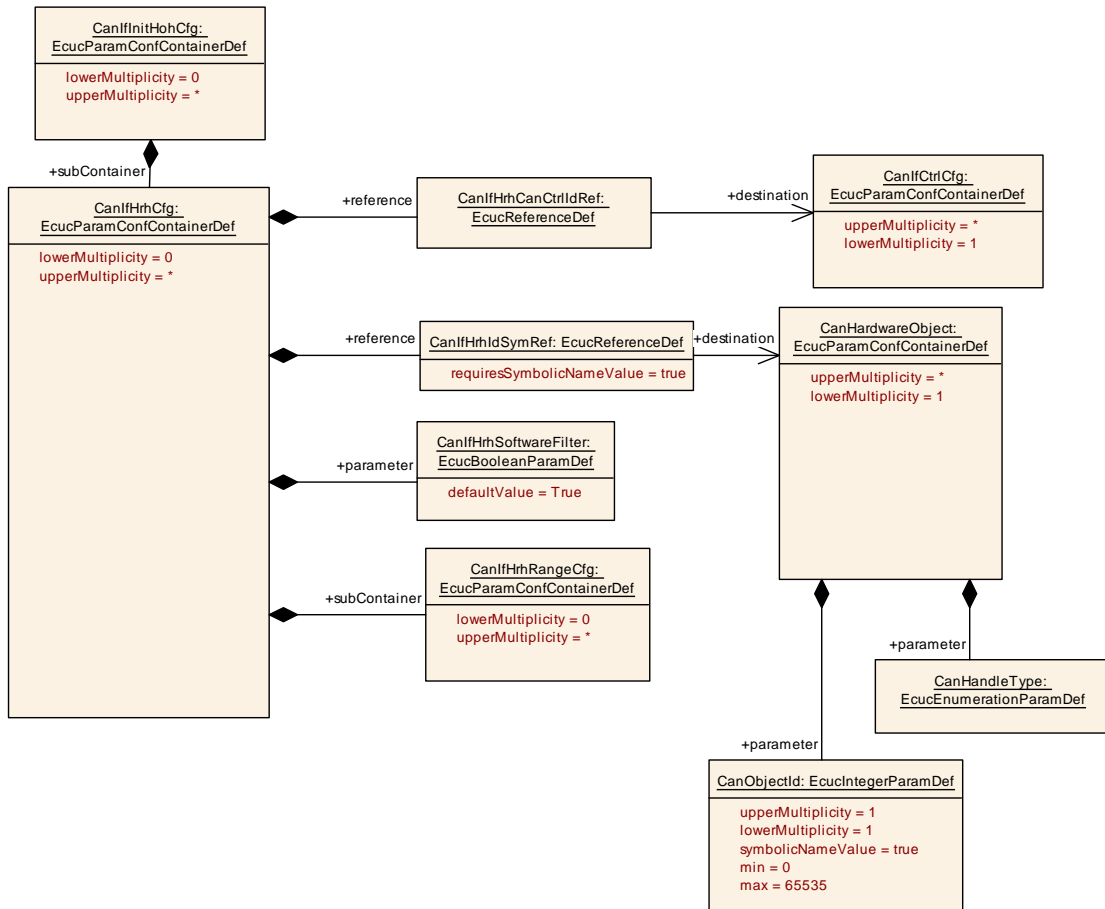 CanIfInitHohCfg:
EcucParamConfContainerDef
lowerMultiplicity = 0
upperMultiplicity = *
+subContainer
CanIfHrhCfg:
EcucParamConfContainerDef
lowerMultiplicity = 0
upperMultiplicity = *
+reference
CanIfHrhCanCtrlIdRef:
EcucReferenceDef
+destination
CanIfCtrlCfg:
EcucParamConfContainerDef
upperMultiplicity = *
lowerMultiplicity = 1
+reference
CanIfHrhIdSymRef: EcucReferenceDef
requiresSymbolicNameValue = true
+destination
CanHardwareObject:
EcucParamConfContainerDef
upperMultiplicity = *
lowerMultiplicity = 1
+parameter
CanIfHrhSoftwareFilter:
EcucBooleanParamDef
defaultValue = True
+subContainer
CanIfHrhRangeCfg:
EcucParamConfContainerDef
lowerMultiplicity = 0
upperMultiplicity = *
+parameter
CanHandleType:
EcucEnumerationParamDef
+parameter
CanObjectId: EcucIntegerParamDef
upperMultiplicity = 1
lowerMultiplicity = 1
symbolicNameValue = true
min = 0
max = 65535